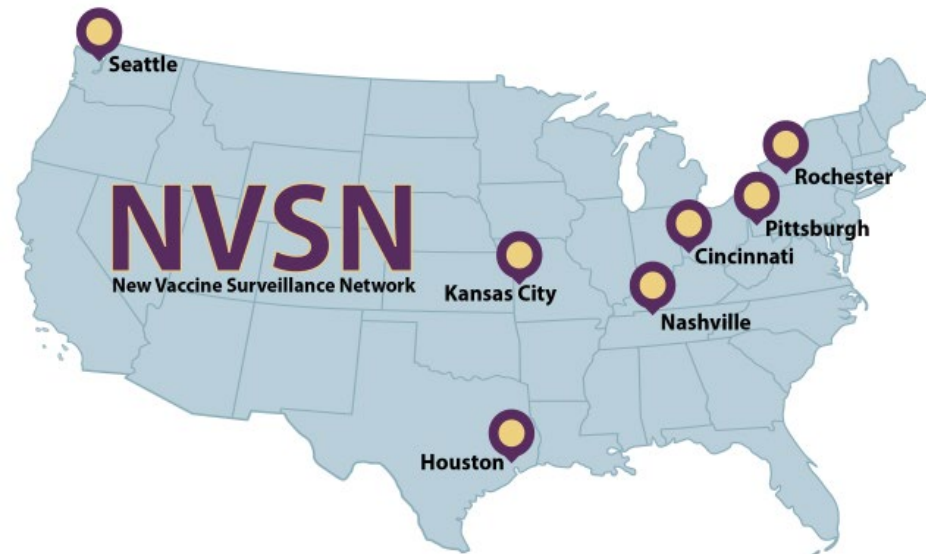 Seattle
Rochester
Pittsburgh
NVSN
Cincinnati
New Vaccine Surveillance Network
Kansas City
Nashville
Houston